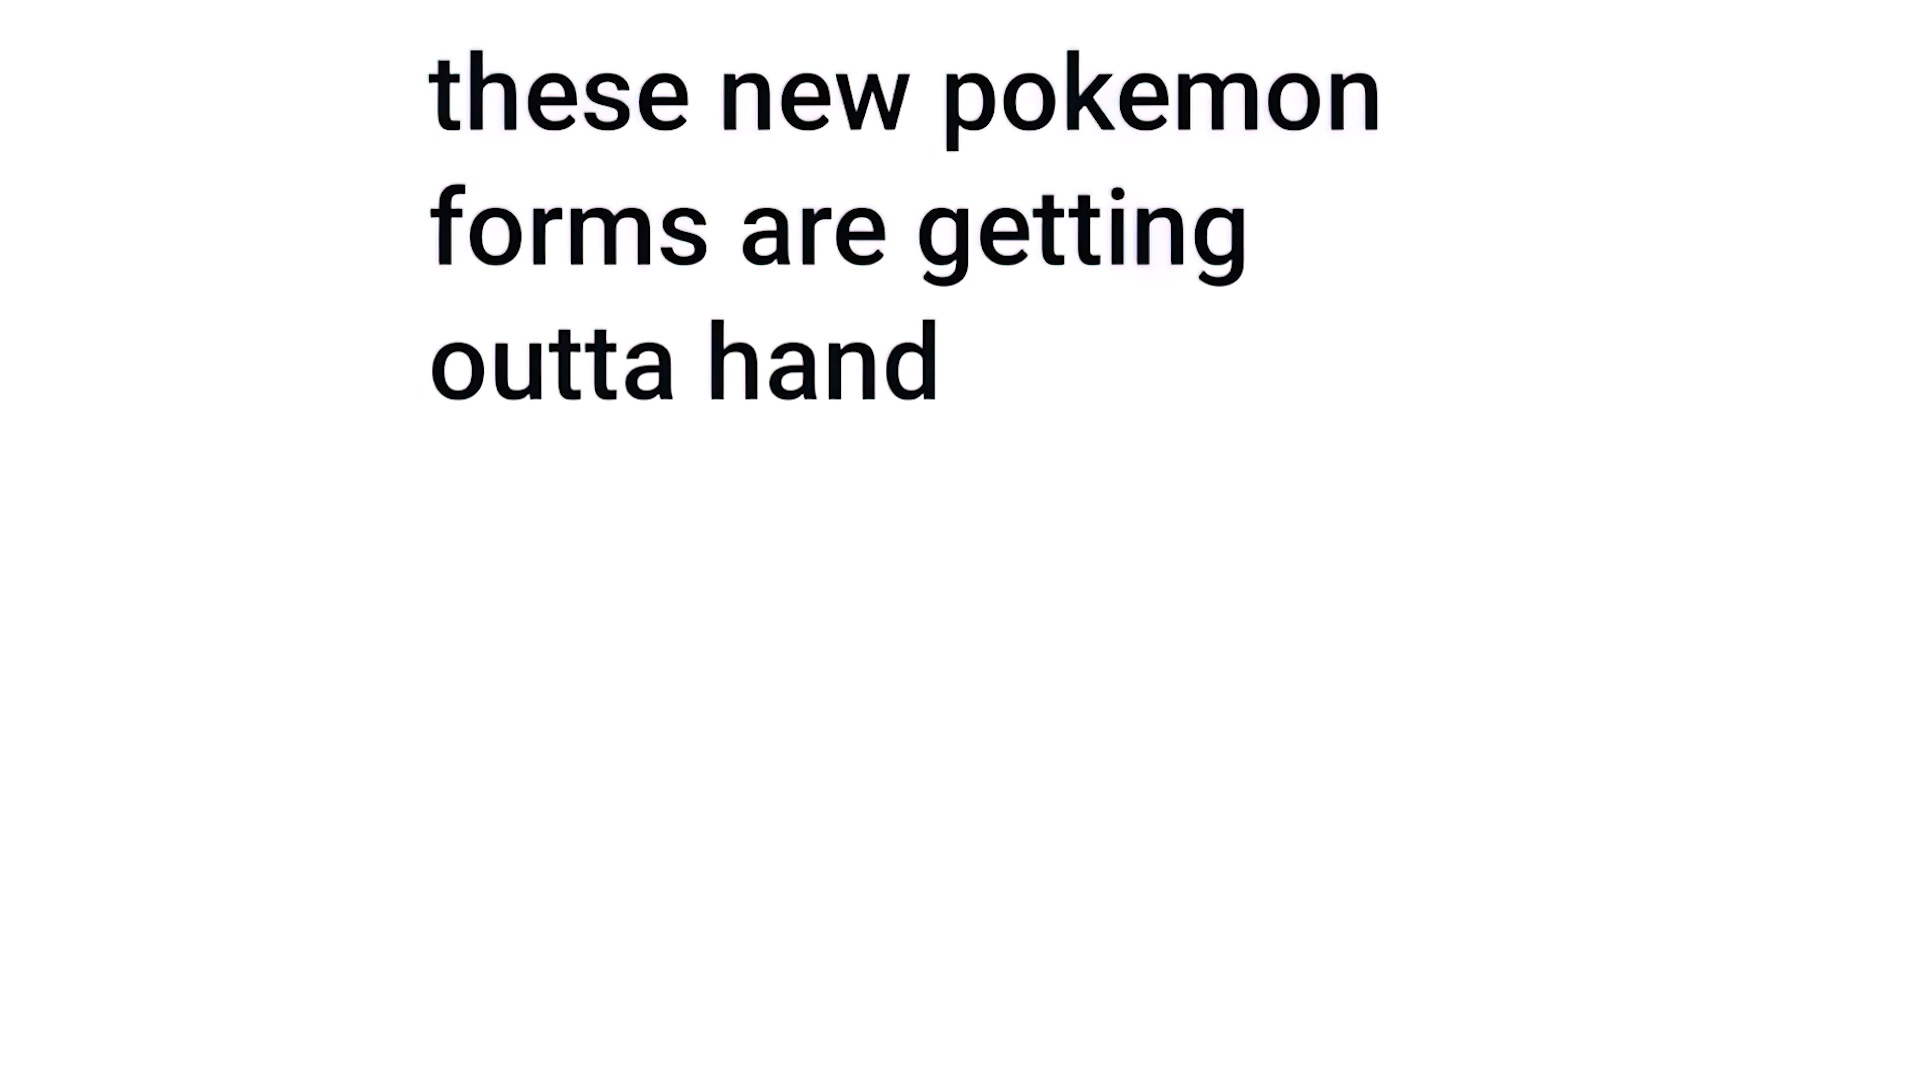 these new pokemon
forms are getting
outta hand